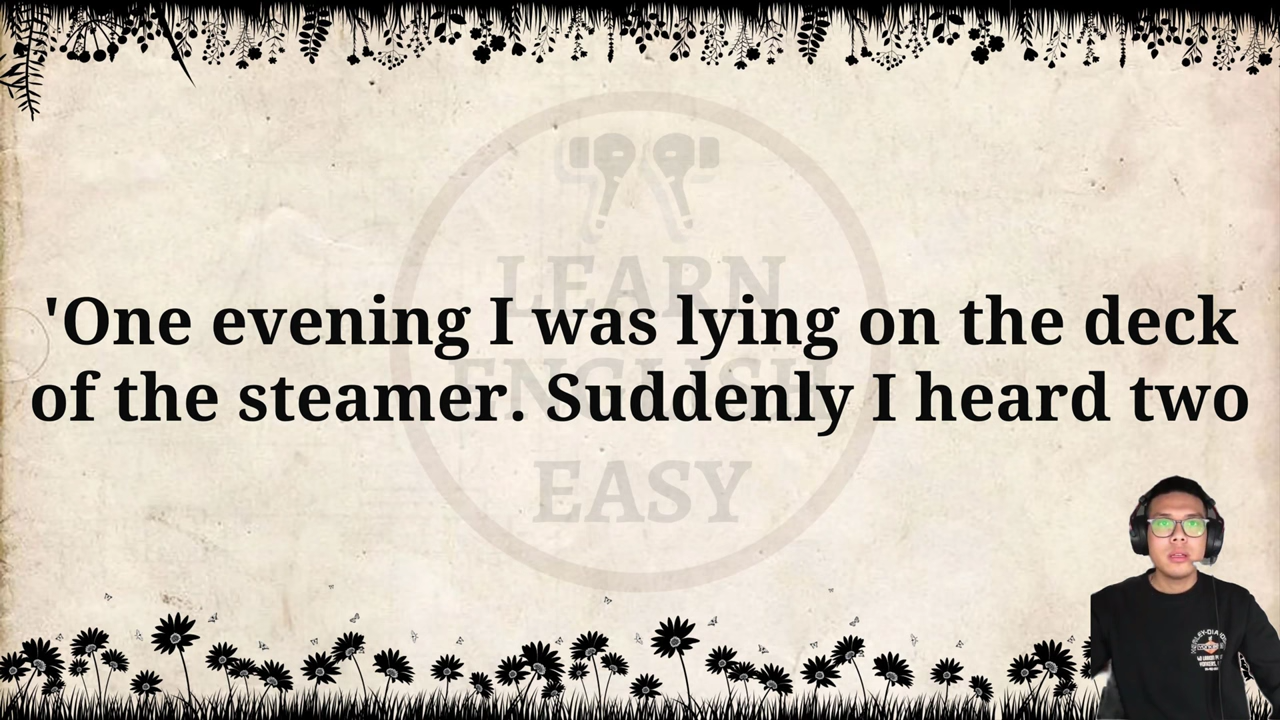 LEARN
ENGLISH
EASY
'One evening I was lying on the deck
of the steamer. Suddenly I heard two